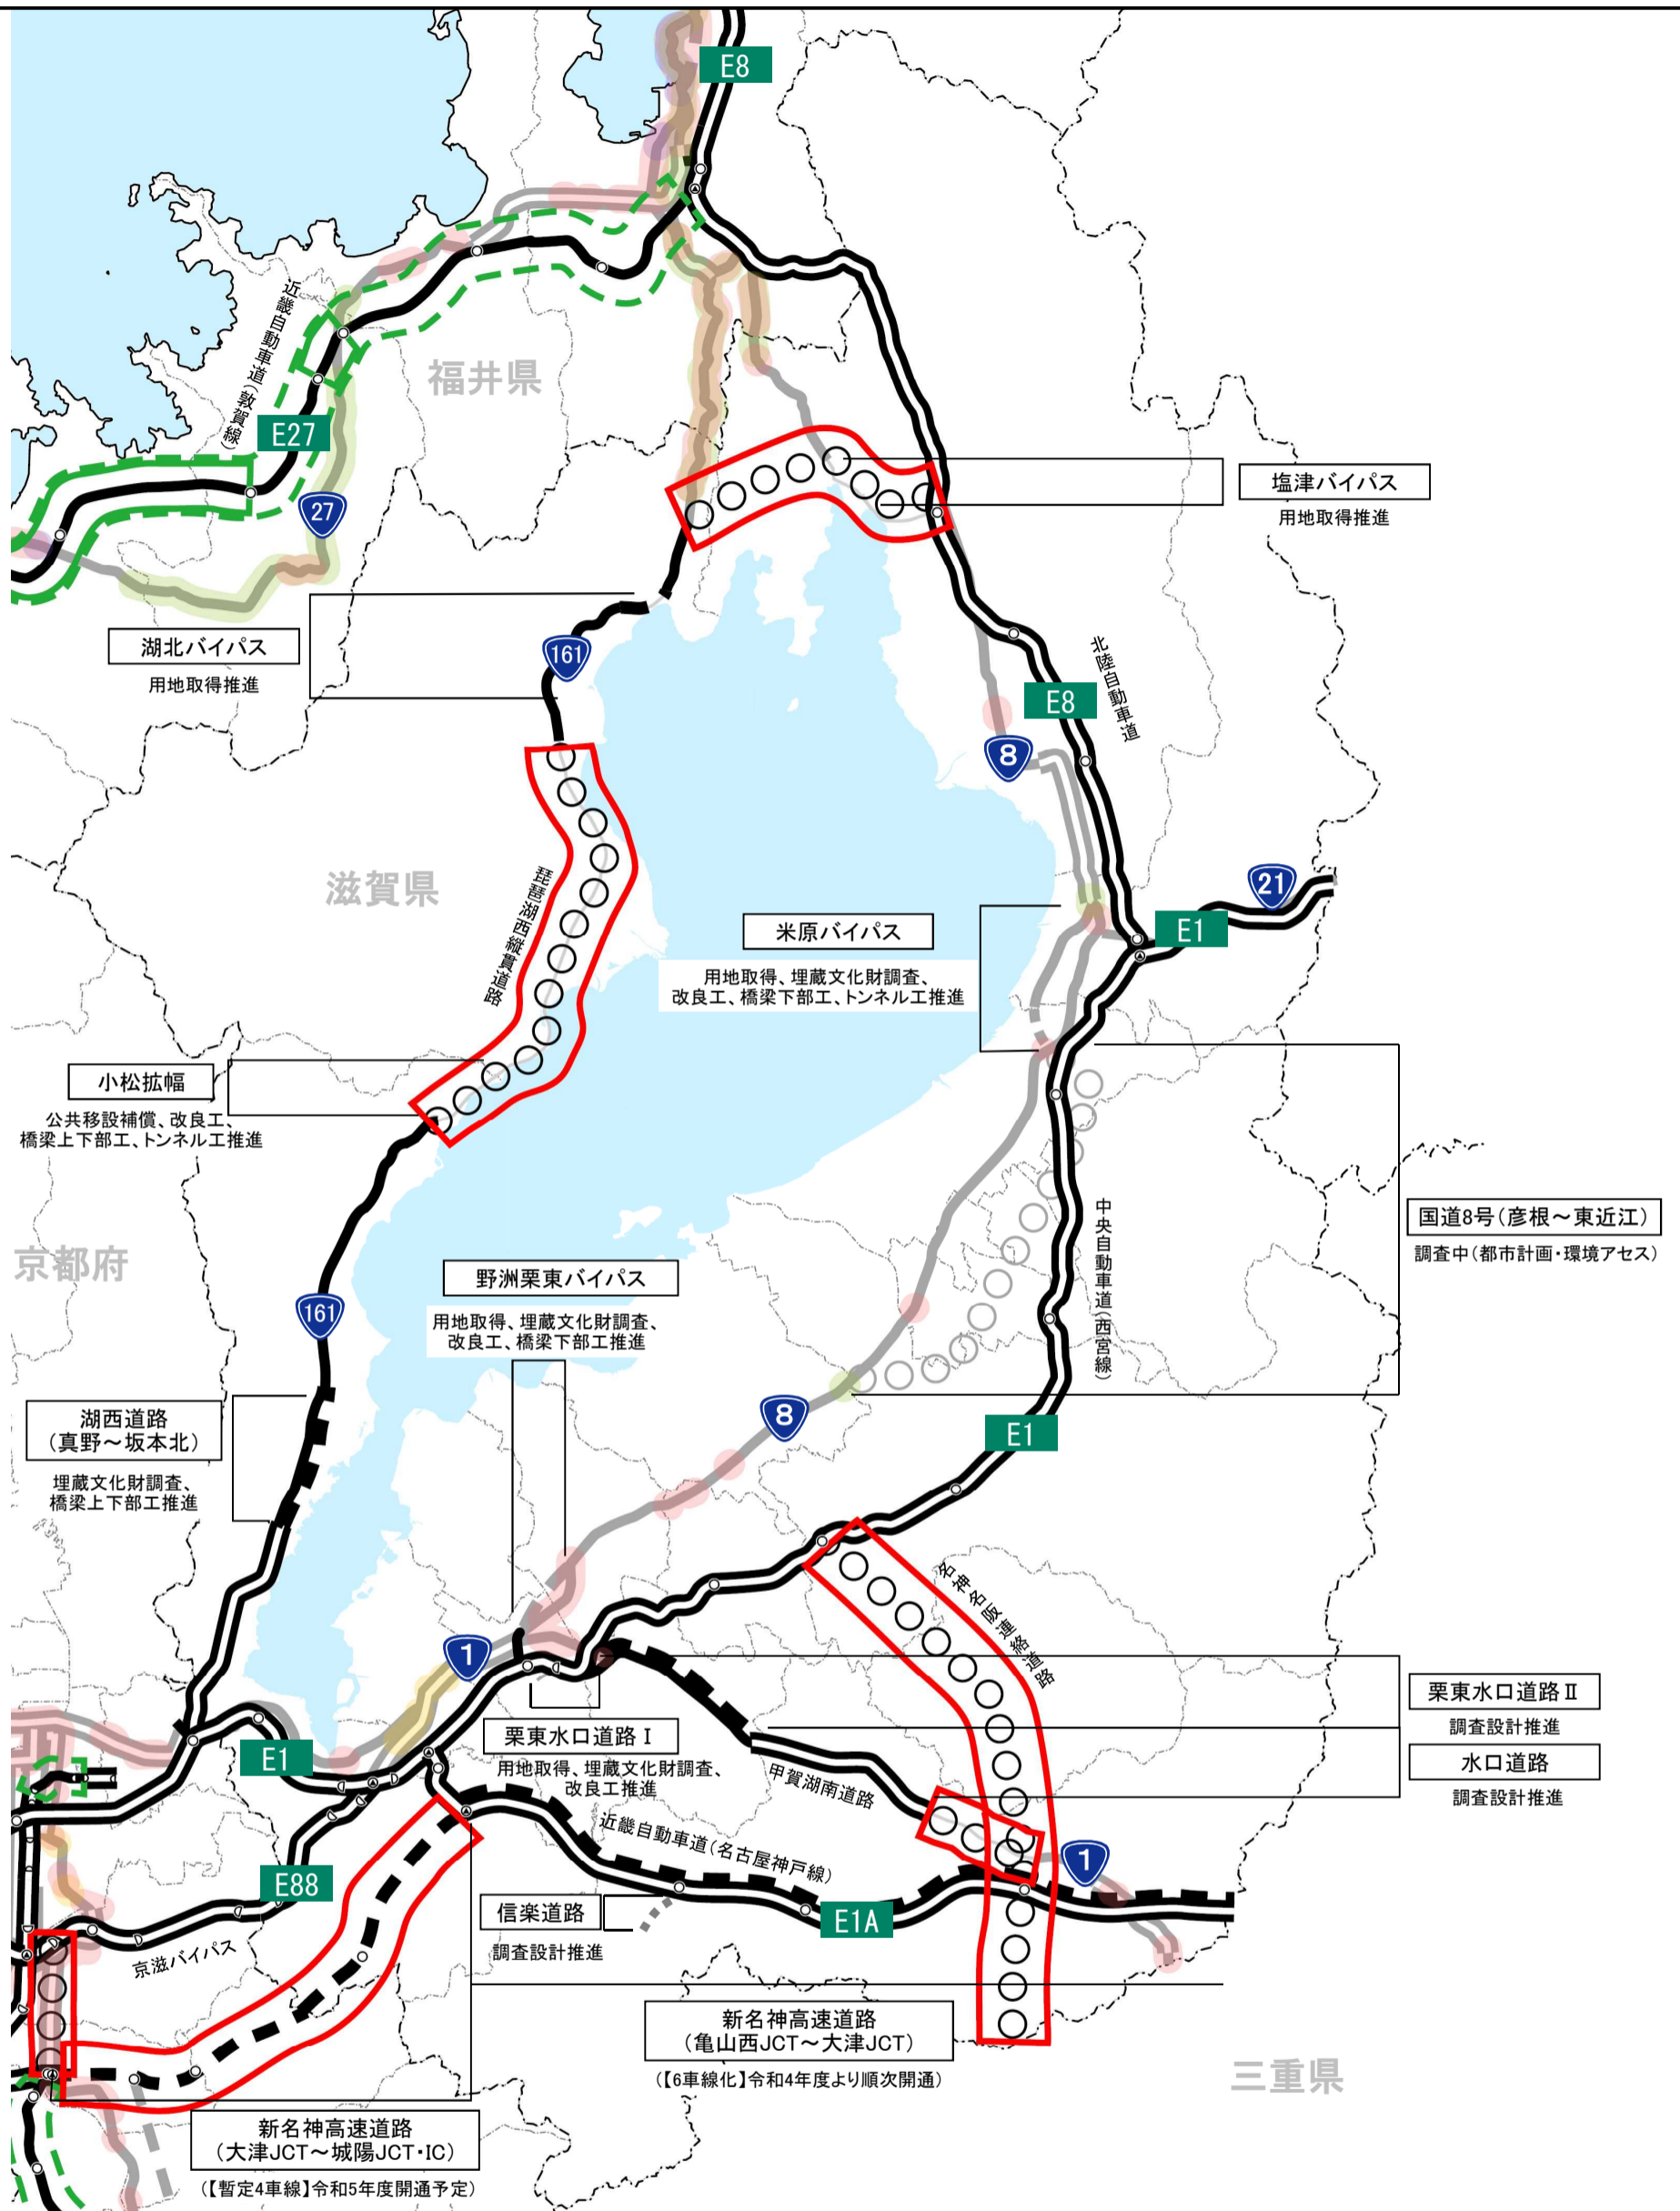 E8
近畿自動車道(敦賀線)
福井県
E27
27
塩津バイパス
用地取得推進
湖北バイパス
用地取得推進
161
北陸自動車道
E8
8
滋賀県
琵琶湖西縦貫道路
21
E1
米原バイパス
用地取得、埋蔵文化財調査、
改良工、橋梁下部工、トンネル工推進
小松拡幅
公共移設補償、改良工、
橋梁上下部工、トンネル工推進
中央自動車道(西宮線)
国道8号(彦根～東近江)
調査中(都市計画・環境アセス)
京都府
野洲栗東バイパス
用地取得、埋蔵文化財調査、
改良工、橋梁下部工推進
161
8
湖西道路
(真野～坂本北)
埋蔵文化財調査、
橋梁上下部工推進
E1
名神名阪連絡道路
1
栗東水口道路Ⅱ
調査設計推進
栗東水口道路Ⅰ
用地取得、埋蔵文化財調査、
改良工推進
E1
水口道路
調査設計推進
甲賀湖南道路
近畿自動車道(名古屋神戸線)
1
E88
信楽道路
調査設計推進
E1A
京滋バイパス
新名神高速道路
(亀山西JCT～大津JCT)
(【6車線化】令和4年度より順次開通)
三重県
新名神高速道路
(大津JCT～城陽JCT・IC)
(【暫定4車線】令和5年度開通予定)